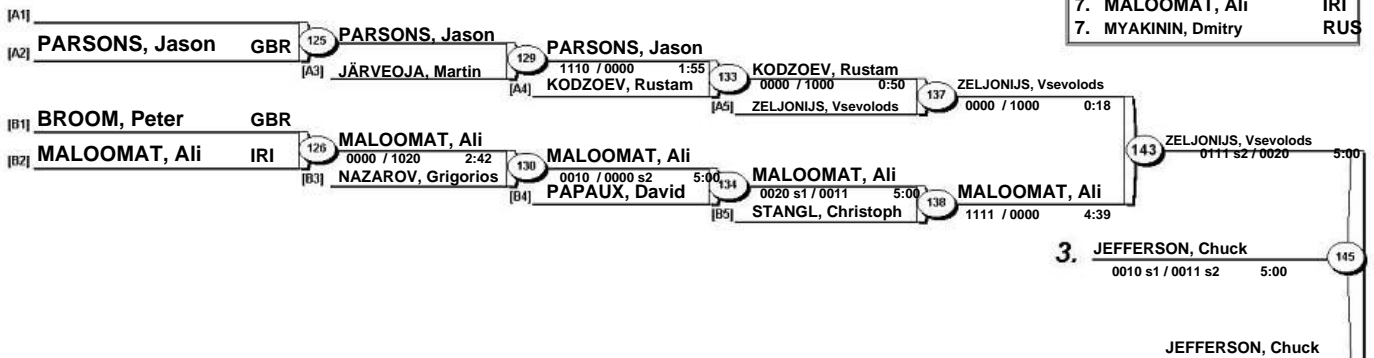 7. MALOOMAT, Ali IRI
7. MYAKININ, Dmitry RUS
[A1]
[A2] PARSONS, Jason GBR
125
PARSONS, Jason
[A3] JÄRVEOJA, Martin
129
PARSONS, Jason
1110 / 0000 1:55
[A4] KODZOEV, Rustam
133
KODZOEV, Rustam
0000 / 1000 0:50
[A5] ZELJONIJS, Vsevolods
137
ZELJONIJS, Vsevolods
0000 / 1000 0:18
[B1] BROOM, Peter GBR
[B2] MALOOMAT, Ali IRI
126
MALOOMAT, Ali
0000 / 1020 2:42
[B3] NAZAROV, Grigorios
130
MALOOMAT, Ali
0010 / 0000 s2 5:00
[B4] PAPAUX, David
134
MALOOMAT, Ali
0020 s1 / 0011 5:00
[B5] STANGL, Christoph
138
MALOOMAT, Ali
1111 / 0000 4:39
143
ZELJONIJS, Vsevolods
0111 s2 / 0020 5:00
3. JEFFERSON, Chuck
0010 s1 / 0011 s2 5:00
145
JEFFERSON, Chuck